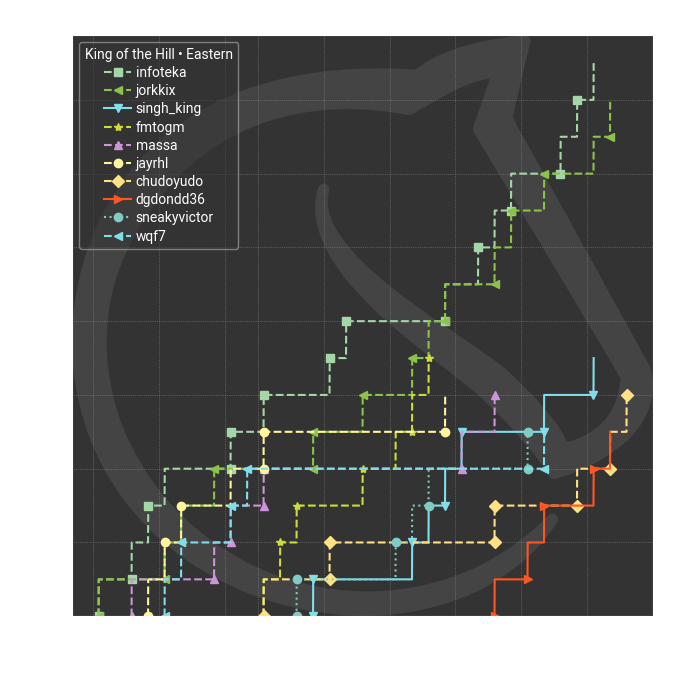 King of the Hill • Eastern
infoteka
jorkkix
singh_king
fmtogm
massa
jayrhl
chudoyudo
dgdondd36
sneakyvictor
wqf7